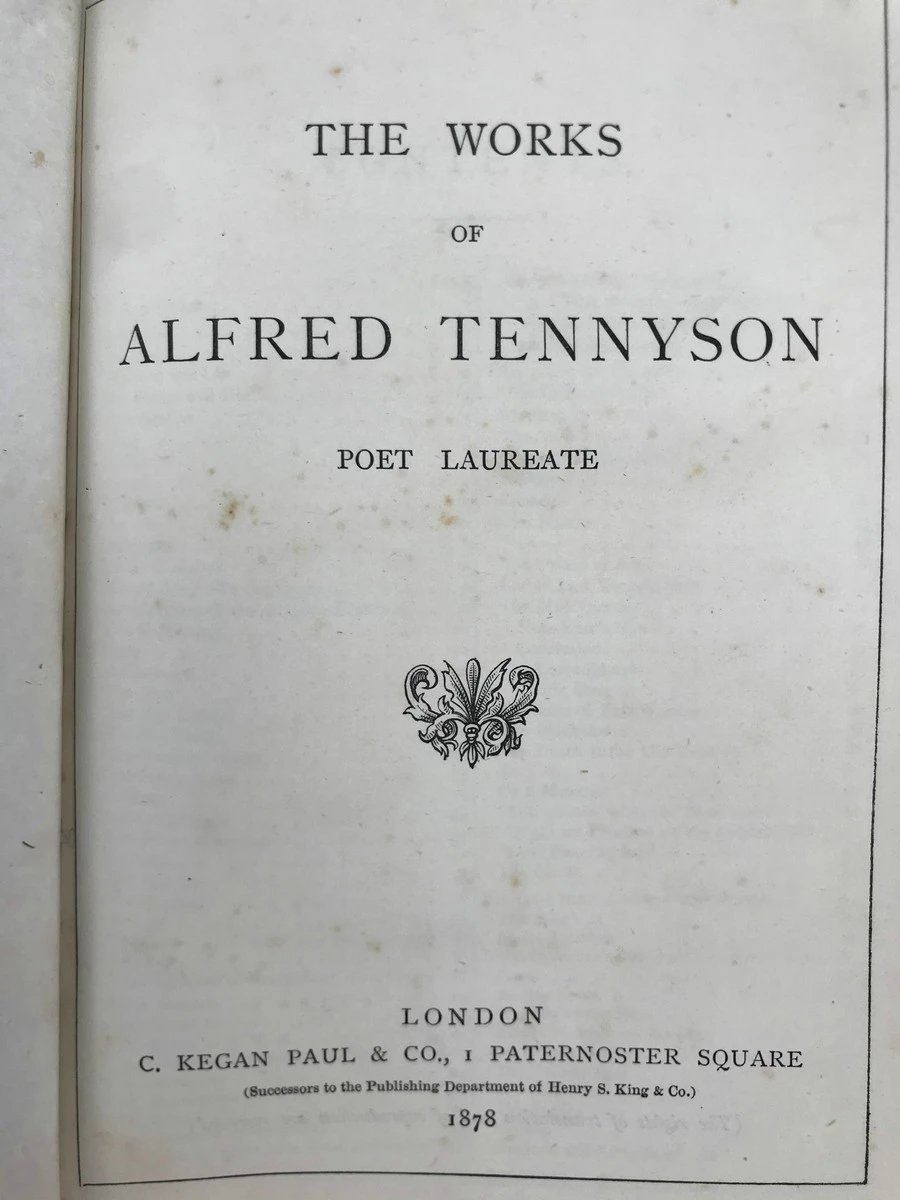 THE WORKS
OF
ALFRED TENNYSON
POET LAUREATE
LONDON
C. KEGAN PAUL & CO., 1 PATERNOSTER SQUARE
(Successors to the Publishing Department of Henry S. King & Co.)
1878